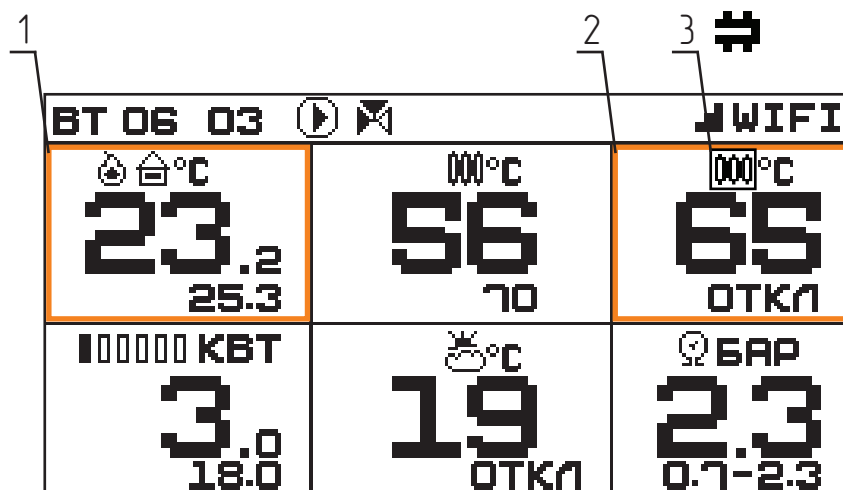 1 2 3
ВТ 06 03 WIFI
°C °C °C
23.2 56 65
25.3 70 ОТКЛ
КВТ °C БАР
3.0 19 2.3
18.0 ОТКЛ 0.7-2.3